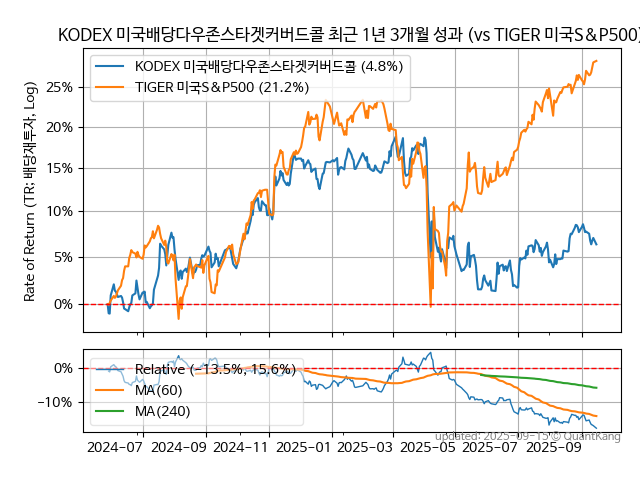 KODEX 미국배당다우존스타겟커버드콜 최근 1년 3개월 성과 (vs TIGER 미국S&P500)
KODEX 미국배당다우존스타겟커버드콜 (4.8%)
TIGER 미국S&P500 (21.2%)
Rate of Return (TR: 배당재투자, Log)
25%
20%
15%
10%
5%
0%
Relative (−13.5%, 15.6%)
MA(60)
MA(240)
0%
−10%
updated: 2025-09-15 © QuantKang
2024-07 2024-09 2024-11 2025-01 2025-03 2025-05 2025-07 2025-09